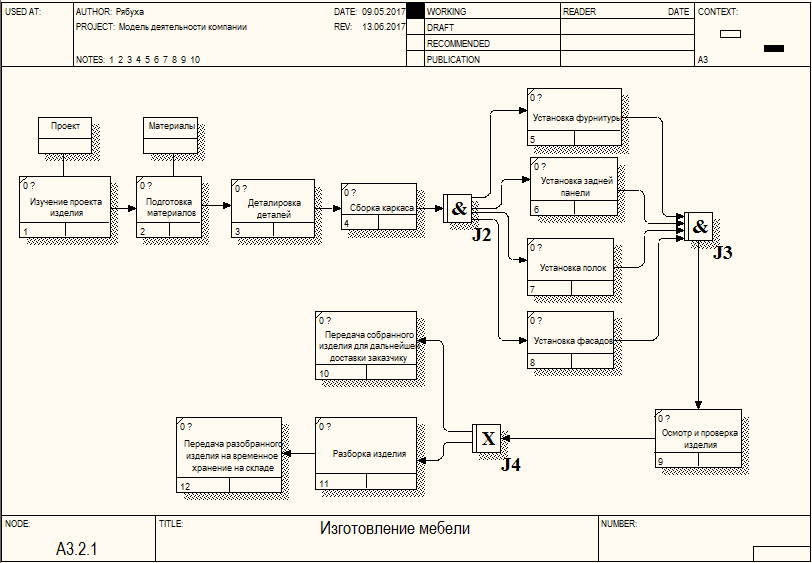 USED AT:
AUTHOR: Рябуха
DATE: 09.05.2017
PROJECT: Модель деятельности компании
REV: 13.06.2017
NOTES: 1 2 3 4 5 6 7 8 9 10
WORKING
DRAFT
RECOMMENDED
PUBLICATION
READER
DATE
CONTEXT:
A3
Проект
Материалы
0 ?
Изучение проекта
изделия
1
0 ?
Подготовка
материалов
2
0 ?
Деталировка
деталей
3
0 ?
Сборка каркаса
4
&
J2
0 ?
Установка фурнитуры
5
0 ?
Установка задней
панели
6
0 ?
Установка полок
7
0 ?
Установка фасадов
8
&
J3
0 ?
Осмотр и проверка
изделия
9
X
J4
0 ?
Передача собранного
изделия для дальнейшей
доставки заказчику
10
0 ?
Разборка изделия
11
0 ?
Передача разобранного
изделия на временное
хранение на складе
12
NODE:
A3.2.1
TITLE:
Изготовление мебели
NUMBER: